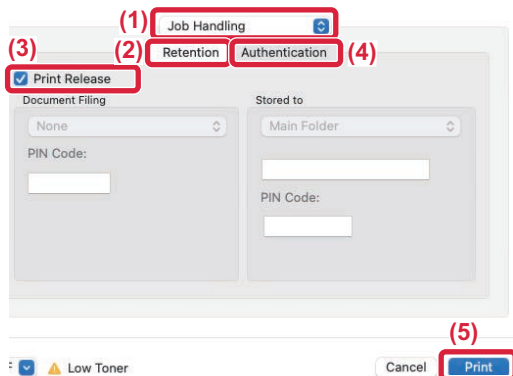 (1)
Job Handling
(3)
(2)
Retention
Authentication
(4)
Print Release
Document Filing
Stored to
None
Main Folder
PIN Code:
PIN Code:
(5)
Low Toner
Cancel
Print